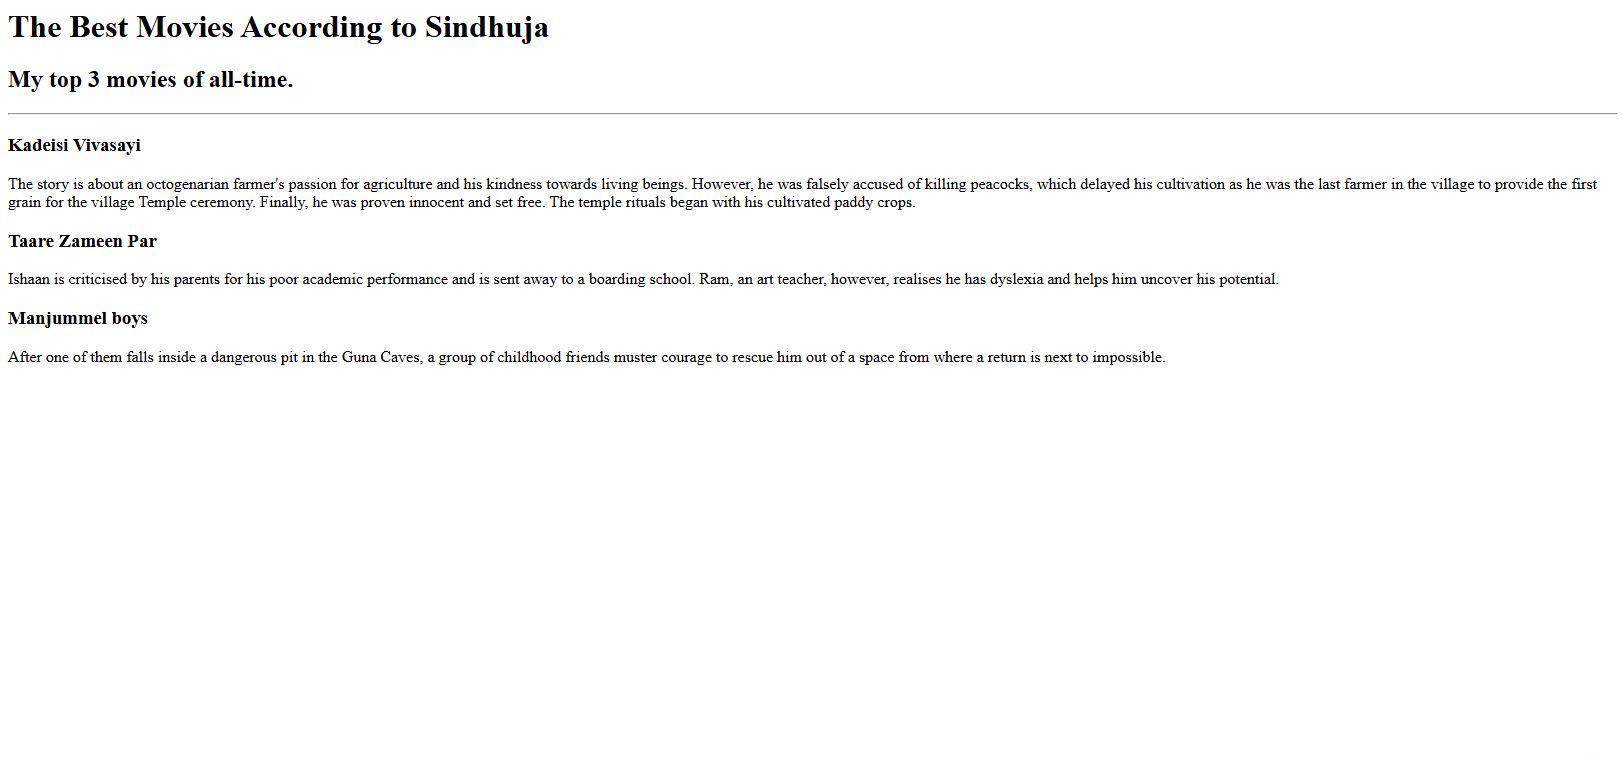 The Best Movies According to Sindhuja
My top 3 movies of all-time.
Kadeisi Vivasayi
The story is about an octogenarian farmer's passion for agriculture and his kindness towards living beings. However, he was falsely accused of killing peacocks, which delayed his cultivation as he was the last farmer in the village to provide the first
grain for the village Temple ceremony. Finally, he was proven innocent and set free. The temple rituals began with his cultivated paddy crops.
Taare Zameen Par
Ishaan is criticised by his parents for his poor academic performance and is sent away to a boarding school. Ram, an art teacher, however, realises he has dyslexia and helps him uncover his potential.
Manjummel boys
After one of them falls inside a dangerous pit in the Guna Caves, a group of childhood friends muster courage to rescue him out of a space from where a return is next to impossible.